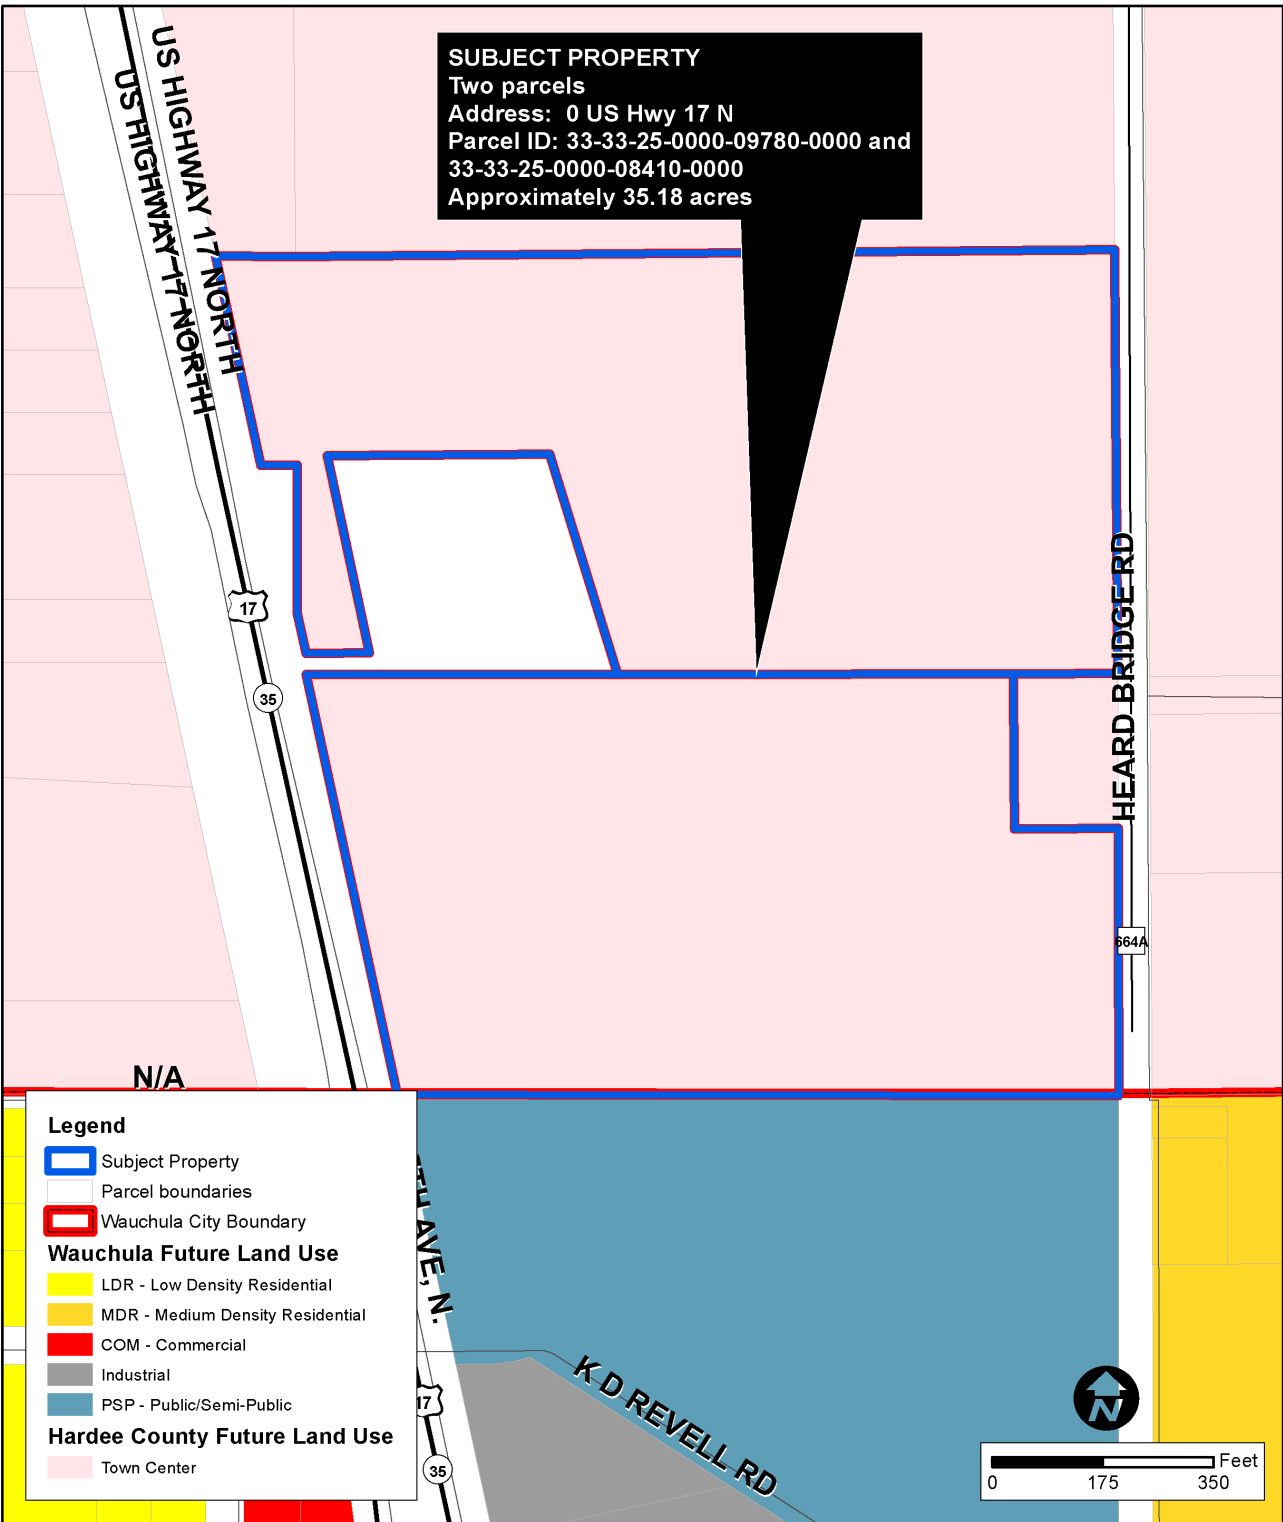 SUBJECT PROPERTY
Two parcels
Address: 0 US Hwy 17 N
Parcel ID: 33-33-25-0000-09780-0000 and
33-33-25-0000-08410-0000
Approximately 35.18 acres
US HIGHWAY 17 NORTH
US HIGHWAY 17 NORTH
17
35
HEARD BRIDGE RD
664A
N/A
Legend
Subject Property
Parcel boundaries
Wauchula City Boundary
Wauchula Future Land Use
LDR - Low Density Residential
MDR - Medium Density Residential
COM - Commercial
Industrial
PSP - Public/Semi-Public
Hardee County Future Land Use
Town Center
TH AVE, N.
17
35
K D REVELL RD
N
Feet
0 175 350